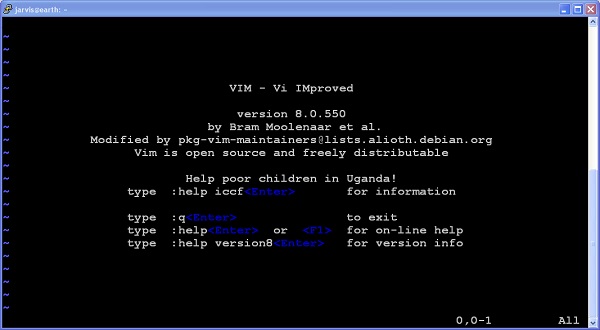 jarvis@earth: ~
~
~
~
~
~ VIM - Vi IMproved
~
~ version 8.0.550
~ by Bram Moolenaar et al.
~ Modified by pkg-vim-maintainers@lists.alioth.debian.org
~ Vim is open source and freely distributable
~
~ Help poor children in Uganda!
~ type :help iccf<Enter> for information
~
~ type :q<Enter> to exit
~ type :help<Enter> or <F1> for on-line help
~ type :help version8<Enter> for version info
~
~
~
~
~
0,0-1 All